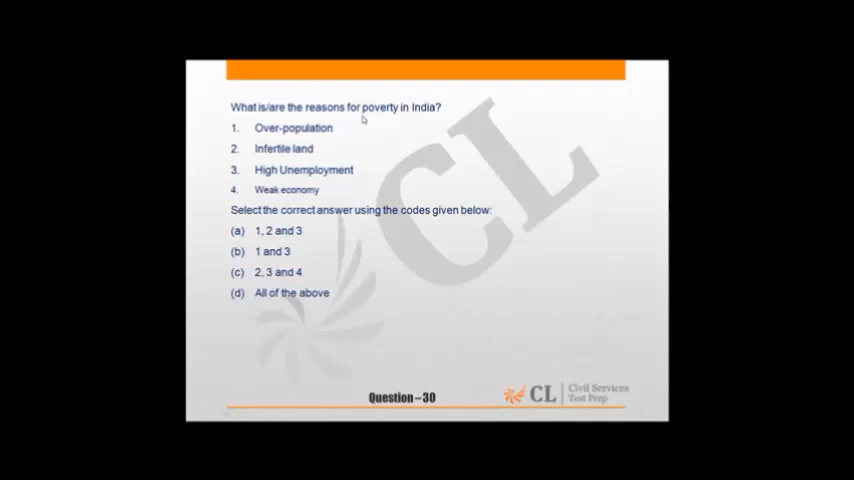 What is/are the reasons for poverty in India?
1. Over-population
2. Infertile land
3. High Unemployment
4. Weak economy
Select the correct answer using the codes given below:
(a) 1, 2 and 3
(b) 1 and 3
(c) 2, 3 and 4
(d) All of the above
CL
Question – 30
CL Civil Services
Test Prep